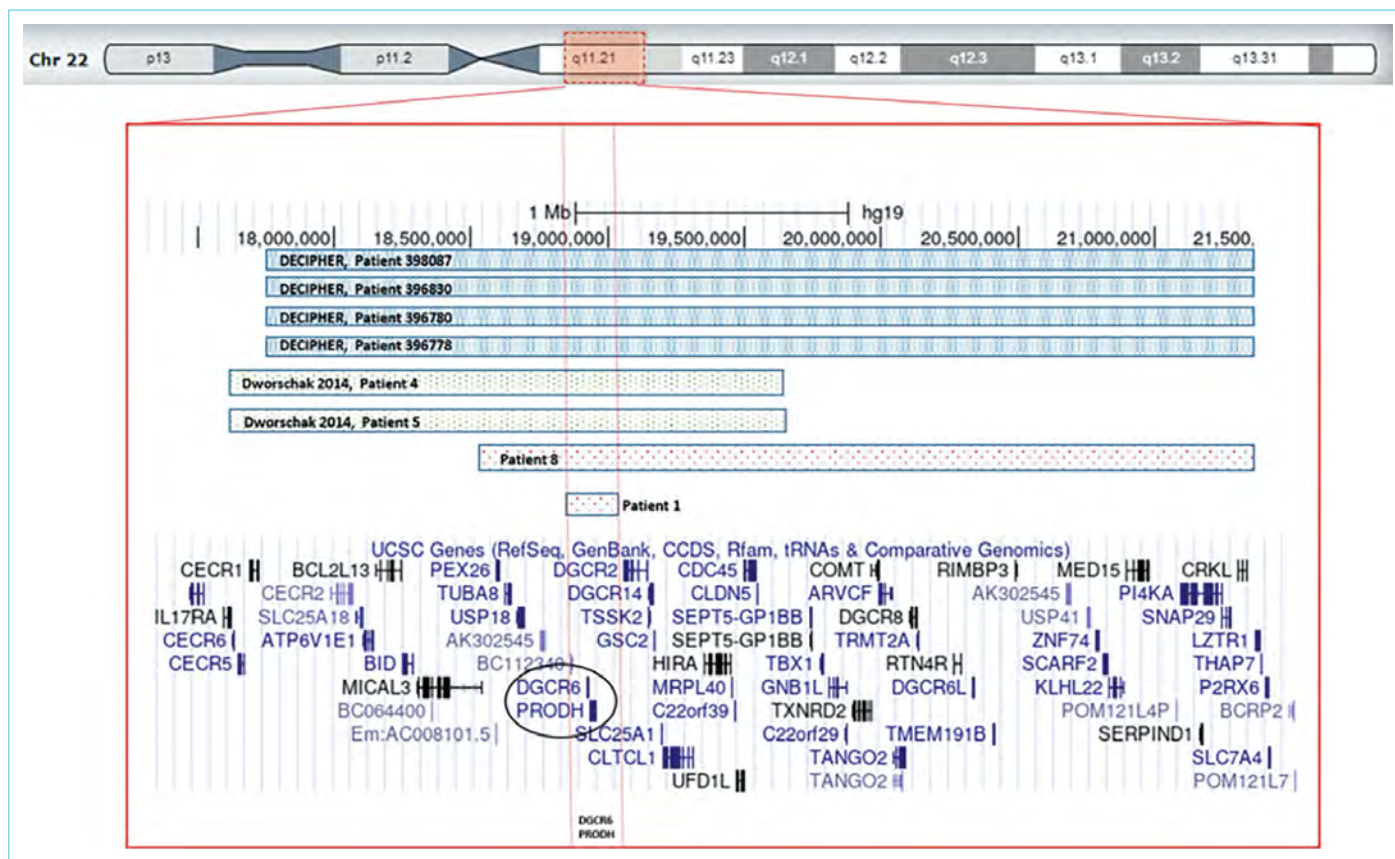 Chr 22 p13 p11.2 q11.21 q11.23 q12.1 q12.2 q12.3 q13.1 q13.2 q13.31
1 Mb hg19
18,000,000 18,500,000 19,000,000 19,500,000 20,000,000 20,500,000 21,000,000 21,500.
DECIPHER, Patient 398087
DECIPHER, Patient 396830
DECIPHER, Patient 396780
DECIPHER, Patient 396778
Dworschak 2014, Patient 4
Dworschak 2014, Patient 5
Patient 8
Patient 1
UCSC Genes (RefSeq, GenBank, CCDS, Rfam, tRNAs & Comparative Genomics)
CECR1 BCL2L13 PEX26 DGCR2 CDC45 COMT RIMBP3 MED15 CRKL
CECR2 TUBA8 DGCR14 CLDN5 ARVCF AK302545 PI4KA
IL17RA SLC25A18 USP18 TSSK2 SEPT5-GP1BB DGCR8 USP41 SNAP29
CECR6 ATP6V1E1 AK302545 GSC2 SEPT5-GP1BB TRMT2A ZNF74 LZTR1
CECR5 BID BC112340 HIRA TBX1 RTN4R SCARF2 THAP7
MICAL3 DGCR6 MRPL40 GNB1L DGCR6L KLHL22 P2RX6
BC064400 PRODH C22orf39 TXNRD2 POM121L4P BCRP2
Em:AC008101.5 SLC25A1 C22orf29 TMEM191B SERPIND1
CLTCL1 TANGO2 SLC7A4
UFD1L TANGO2 POM121L7
DGCR6
PRODH